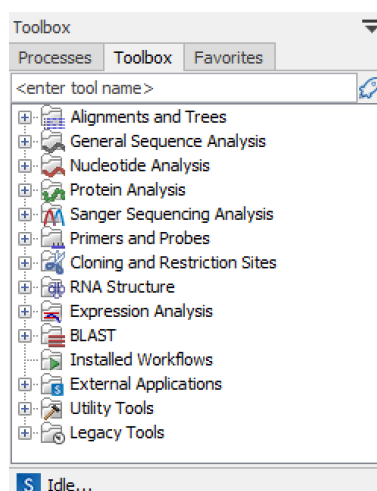 Toolbox
Processes Toolbox Favorites
<enter tool name>
Alignments and Trees
General Sequence Analysis
Nucleotide Analysis
Protein Analysis
Sanger Sequencing Analysis
Primers and Probes
Cloning and Restriction Sites
RNA Structure
Expression Analysis
BLAST
Installed Workflows
External Applications
Utility Tools
Legacy Tools
S Idle...